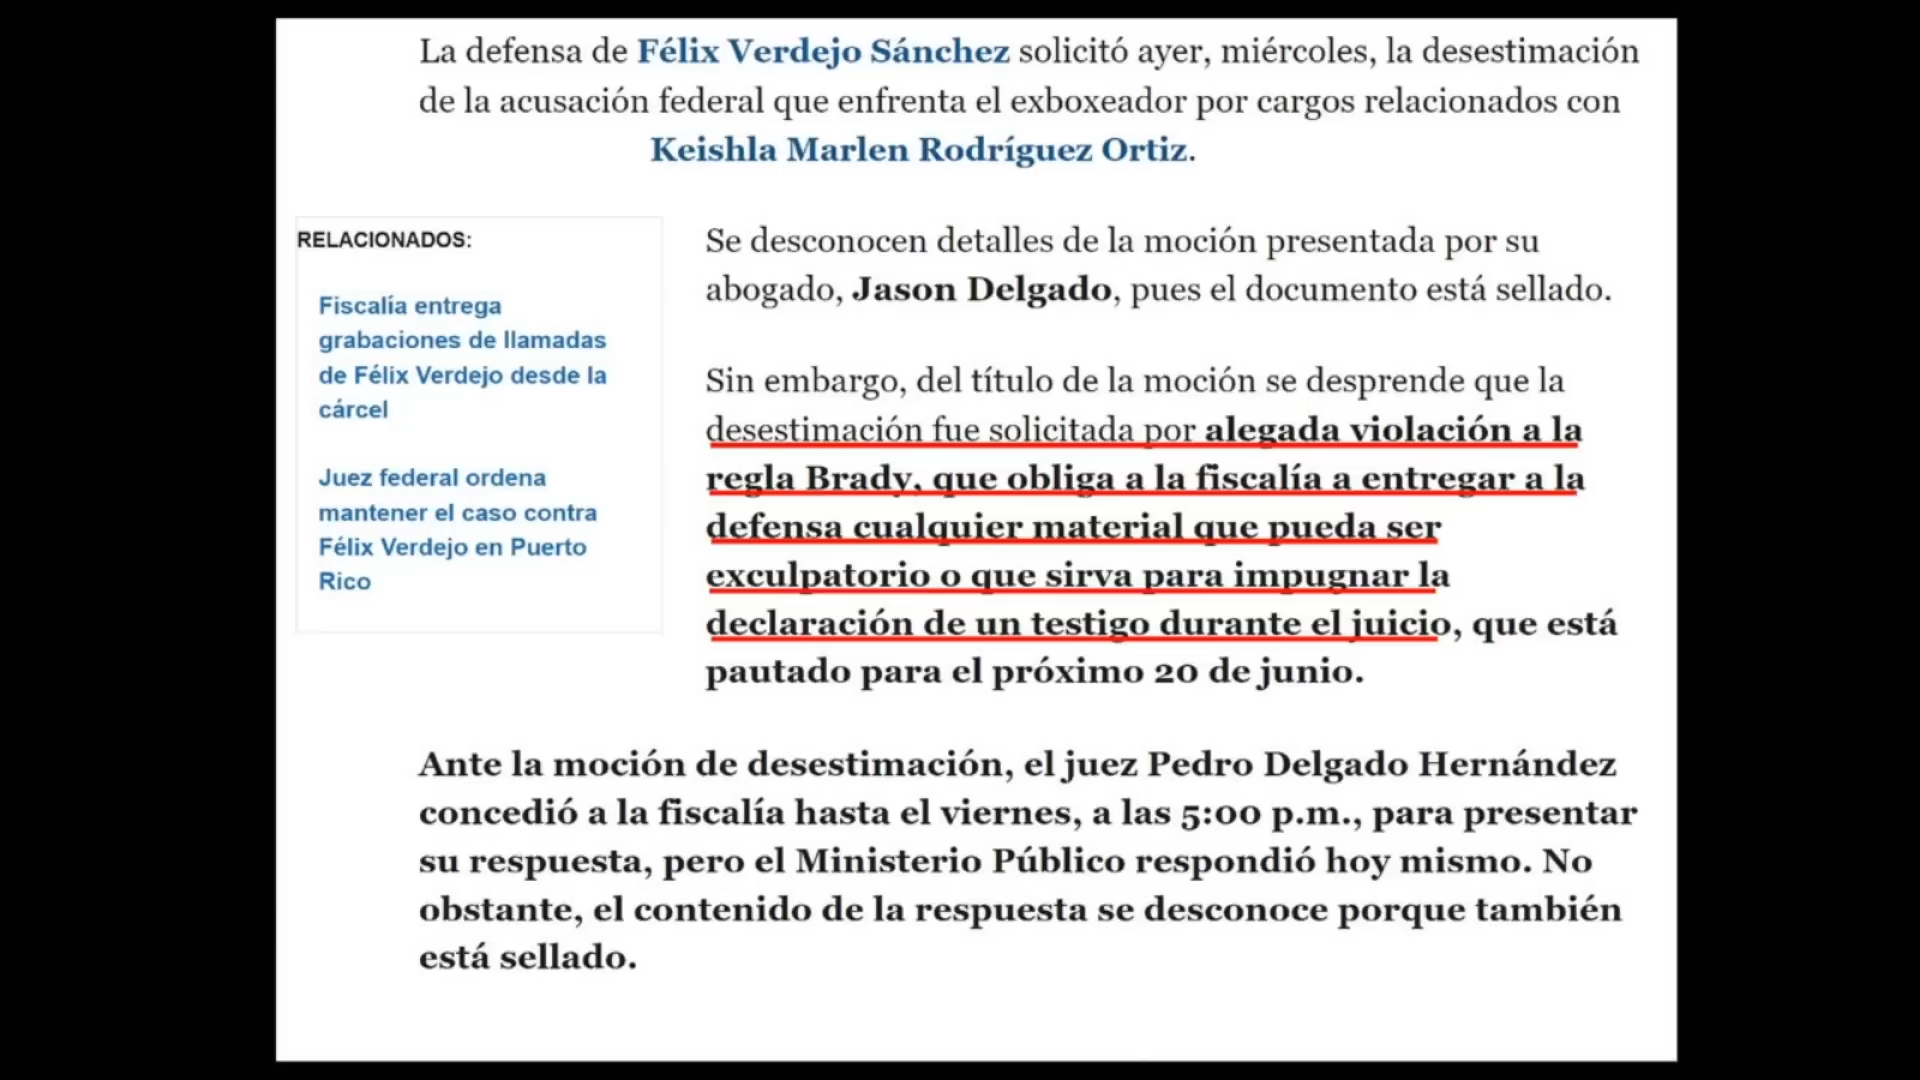 La defensa de Félix Verdejo Sánchez solicitó ayer, miércoles, la desestimación
de la acusación federal que enfrenta el exboxeador por cargos relacionados con
Keishla Marlen Rodríguez Ortiz.
RELACIONADOS:
Fiscalía entrega
grabaciones de llamadas
de Félix Verdejo desde la
cárcel
Juez federal ordena
mantener el caso contra
Félix Verdejo en Puerto
Rico
Se desconocen detalles de la moción presentada por su
abogado, Jason Delgado, pues el documento está sellado.
Sin embargo, del título de la moción se desprende que la
desestimación fue solicitada por alegada violación a la
regla Brady, que obliga a la fiscalía a entregar a la
defensa cualquier material que pueda ser
exculpatorio o que sirva para impugnar la
declaración de un testigo durante el juicio, que está
pautado para el próximo 20 de junio.
Ante la moción de desestimación, el juez Pedro Delgado Hernández
concedió a la fiscalía hasta el viernes, a las 5:00 p.m., para presentar
su respuesta, pero el Ministerio Público respondió hoy mismo. No
obstante, el contenido de la respuesta se desconoce porque también
está sellado.